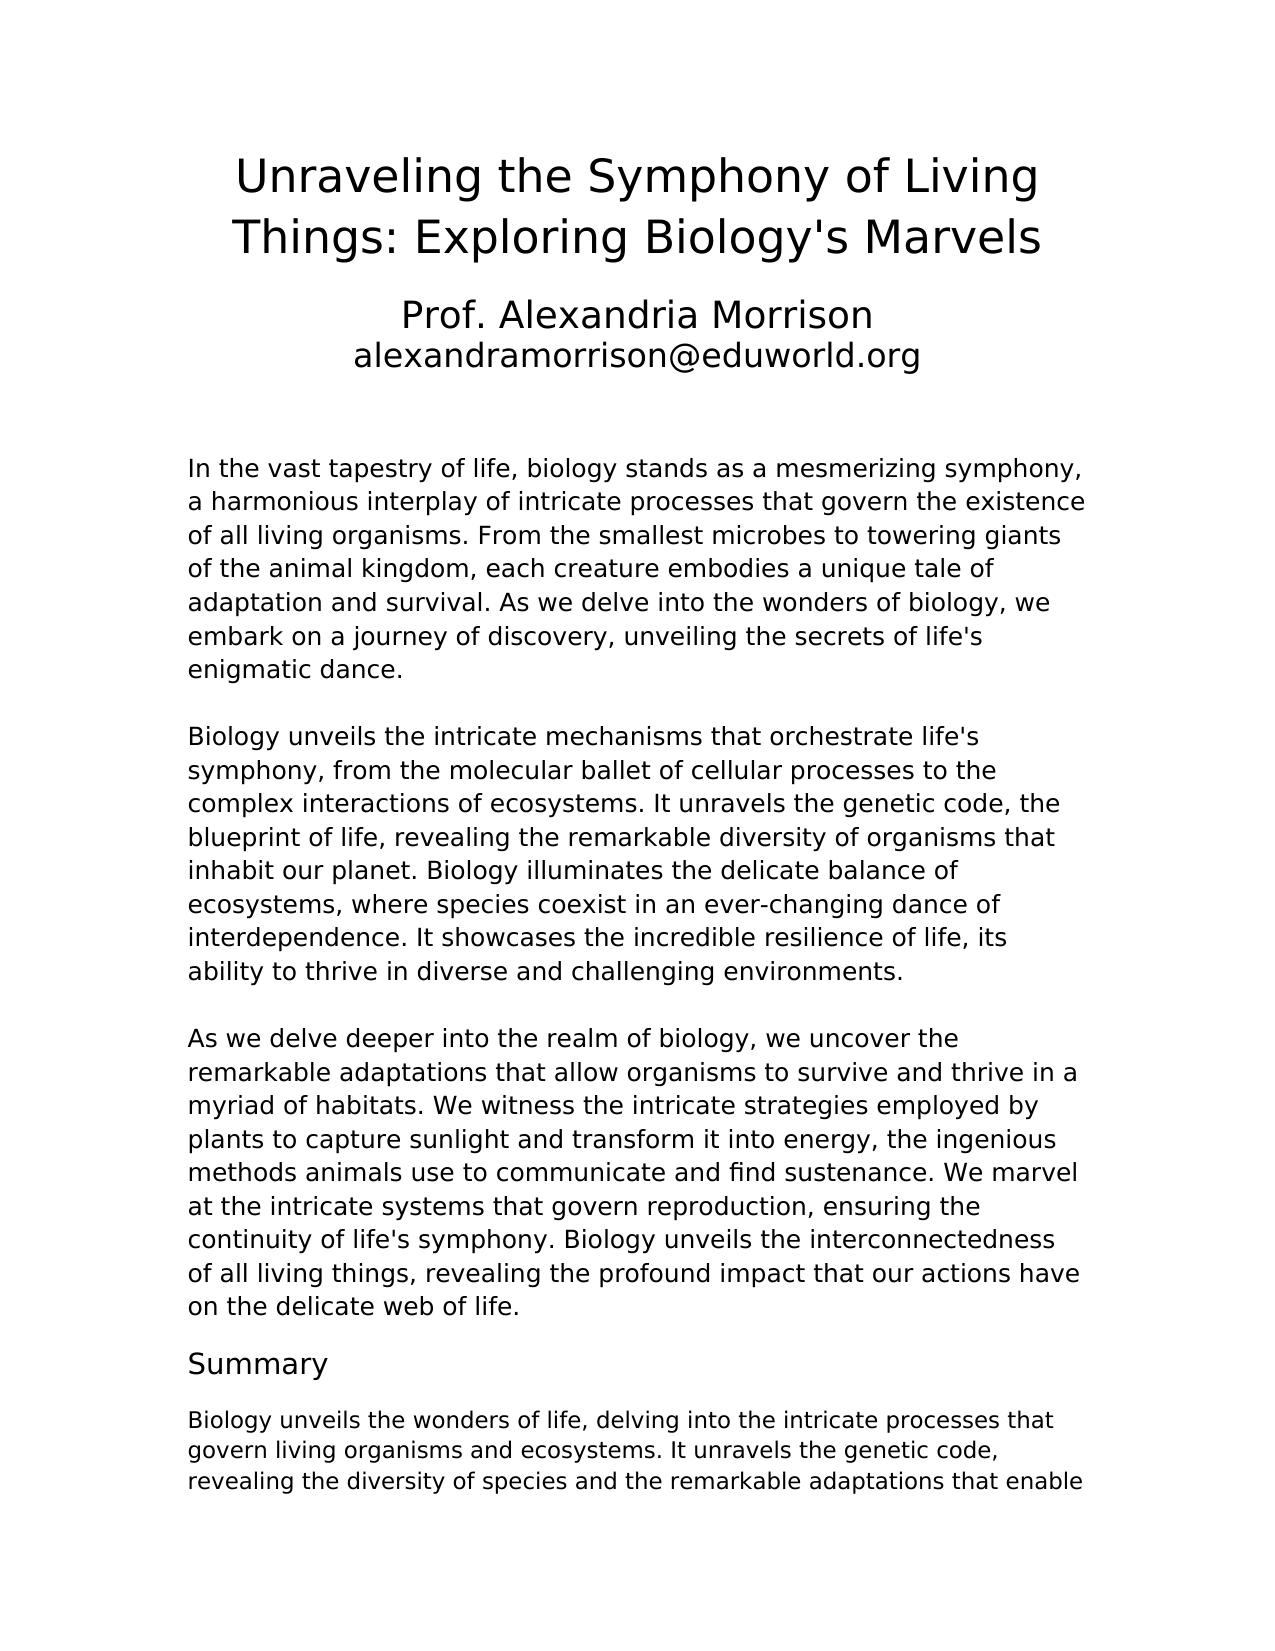 Unraveling the Symphony of Living
Things: Exploring Biology's Marvels
Prof. Alexandria Morrison
alexandramorrison@eduworld.org
In the vast tapestry of life, biology stands as a mesmerizing symphony,
a harmonious interplay of intricate processes that govern the existence
of all living organisms. From the smallest microbes to towering giants
of the animal kingdom, each creature embodies a unique tale of
adaptation and survival. As we delve into the wonders of biology, we
embark on a journey of discovery, unveiling the secrets of life's
enigmatic dance.
Biology unveils the intricate mechanisms that orchestrate life's
symphony, from the molecular ballet of cellular processes to the
complex interactions of ecosystems. It unravels the genetic code, the
blueprint of life, revealing the remarkable diversity of organisms that
inhabit our planet. Biology illuminates the delicate balance of
ecosystems, where species coexist in an ever-changing dance of
interdependence. It showcases the incredible resilience of life, its
ability to thrive in diverse and challenging environments.
As we delve deeper into the realm of biology, we uncover the
remarkable adaptations that allow organisms to survive and thrive in a
myriad of habitats. We witness the intricate strategies employed by
plants to capture sunlight and transform it into energy, the ingenious
methods animals use to communicate and find sustenance. We marvel
at the intricate systems that govern reproduction, ensuring the
continuity of life's symphony. Biology unveils the interconnectedness
of all living things, revealing the profound impact that our actions have
on the delicate web of life.
Summary
Biology unveils the wonders of life, delving into the intricate processes that
govern living organisms and ecosystems. It unravels the genetic code,
revealing the diversity of species and the remarkable adaptations that enable